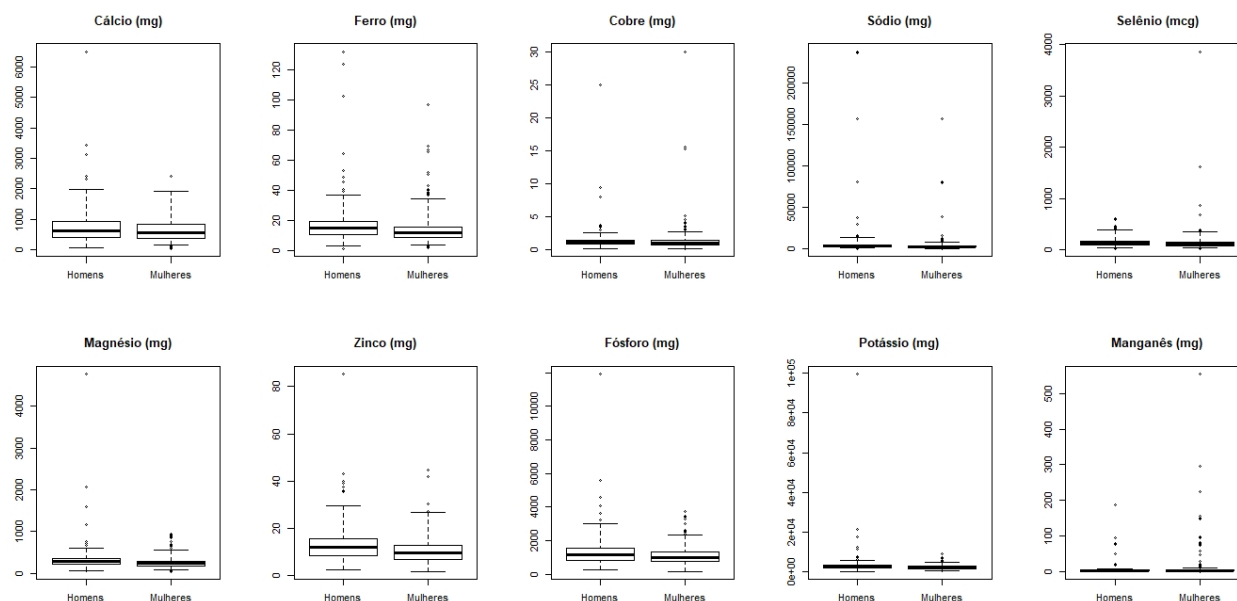 Cálcio (mg)
6000
5000
4000
3000
2000
1000
0
Homens Mulheres
Ferro (mg)
120
100
80
60
40
20
0
Homens Mulheres
Cobre (mg)
30
25
20
15
10
5
0
Homens Mulheres
Sódio (mg)
200000
150000
100000
50000
0
Homens Mulheres
Selênio (mcg)
4000
3000
2000
1000
0
Homens Mulheres
Magnésio (mg)
4000
3000
2000
1000
0
Homens Mulheres
Zinco (mg)
80
60
40
20
0
Homens Mulheres
Fósforo (mg)
10000
8000
6000
4000
2000
0
Homens Mulheres
Potássio (mg)
1e+05
8e+04
6e+04
4e+04
2e+04
0e+00
Homens Mulheres
Manganês (mg)
500
400
300
200
100
0
Homens Mulheres